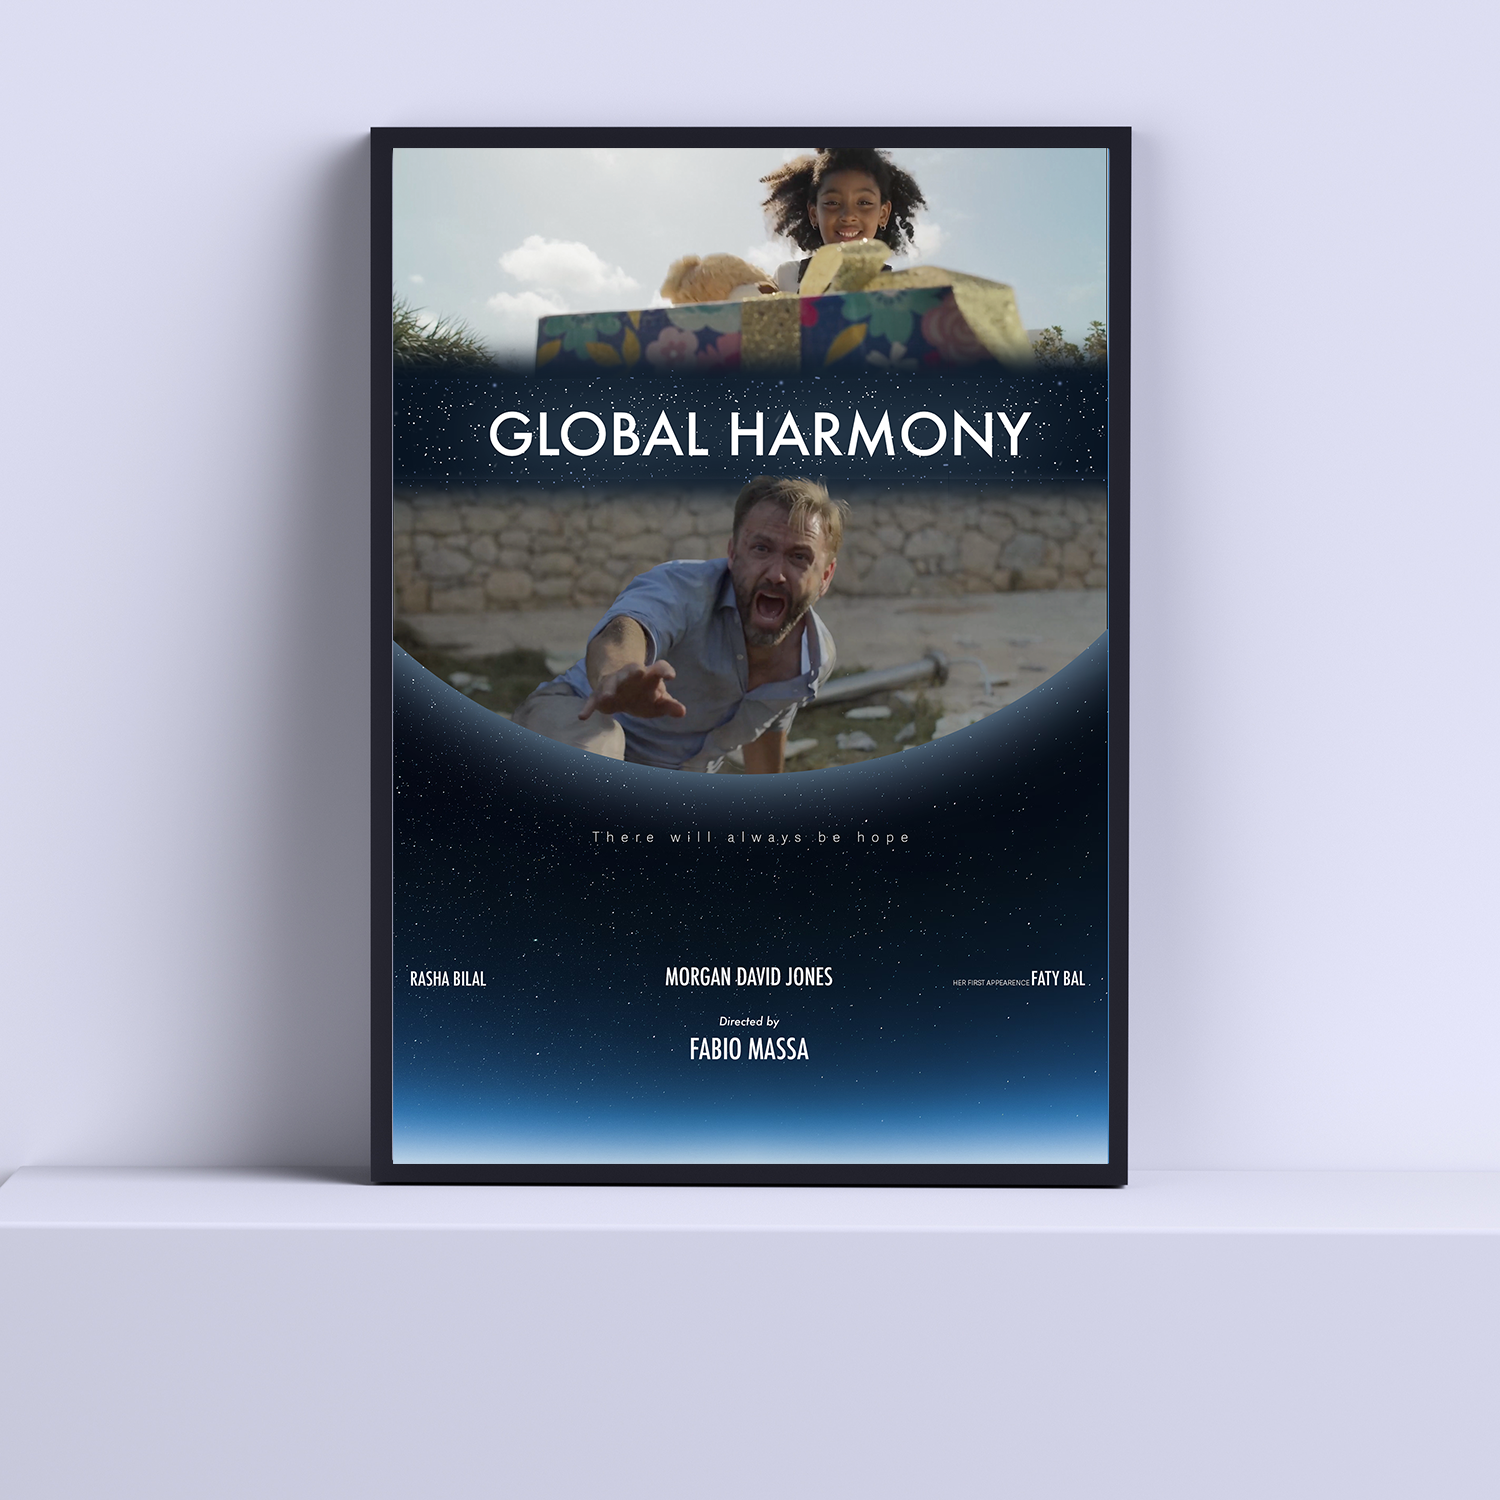 GLOBAL HARMONY
There will always be hope
RASHA BILAL
MORGAN DAVID JONES
HER FIRST APPEARENCE FATY BAL
Directed by
FABIO MASSA